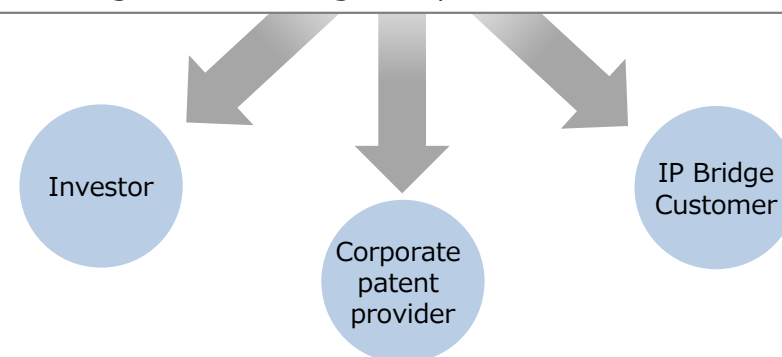 Investor
IP Bridge
Customer
Corporate
patent
provider